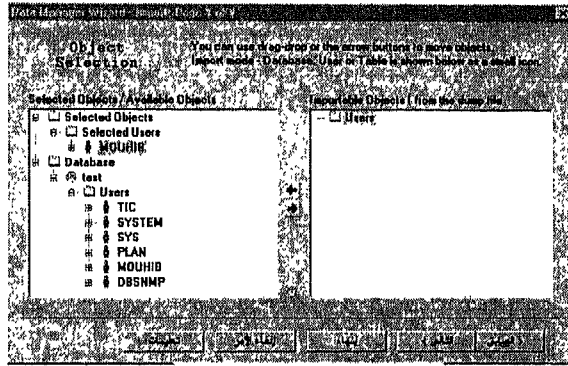 Object
Selection
You can use drag-drop or the arrow buttons to move objects.
Import mode - Database, User or Table is shown below as a small icon.
Selected Objects / Available Objects
Selected Objects
Selected Users
MOUHIB
Database
test
Users
TIC
SYSTEM
SYS
PLAN
MOUHIB
DBSNMP
Importable Objects ( from the dump file
Users